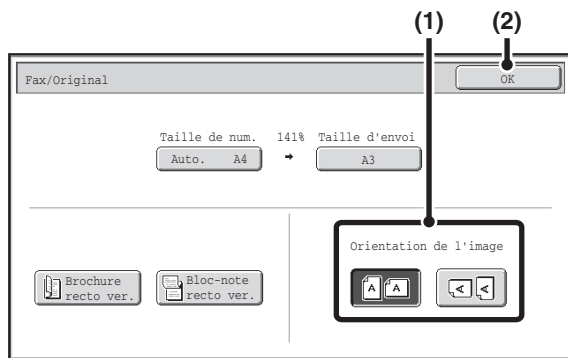 (1) (2)
Fax/Original OK
Taille de num. 141% Taille d'envoi
Auto. A4 → A3
Orientation de l'image
Brochure Bloc-note
recto ver. recto ver.
A A A A